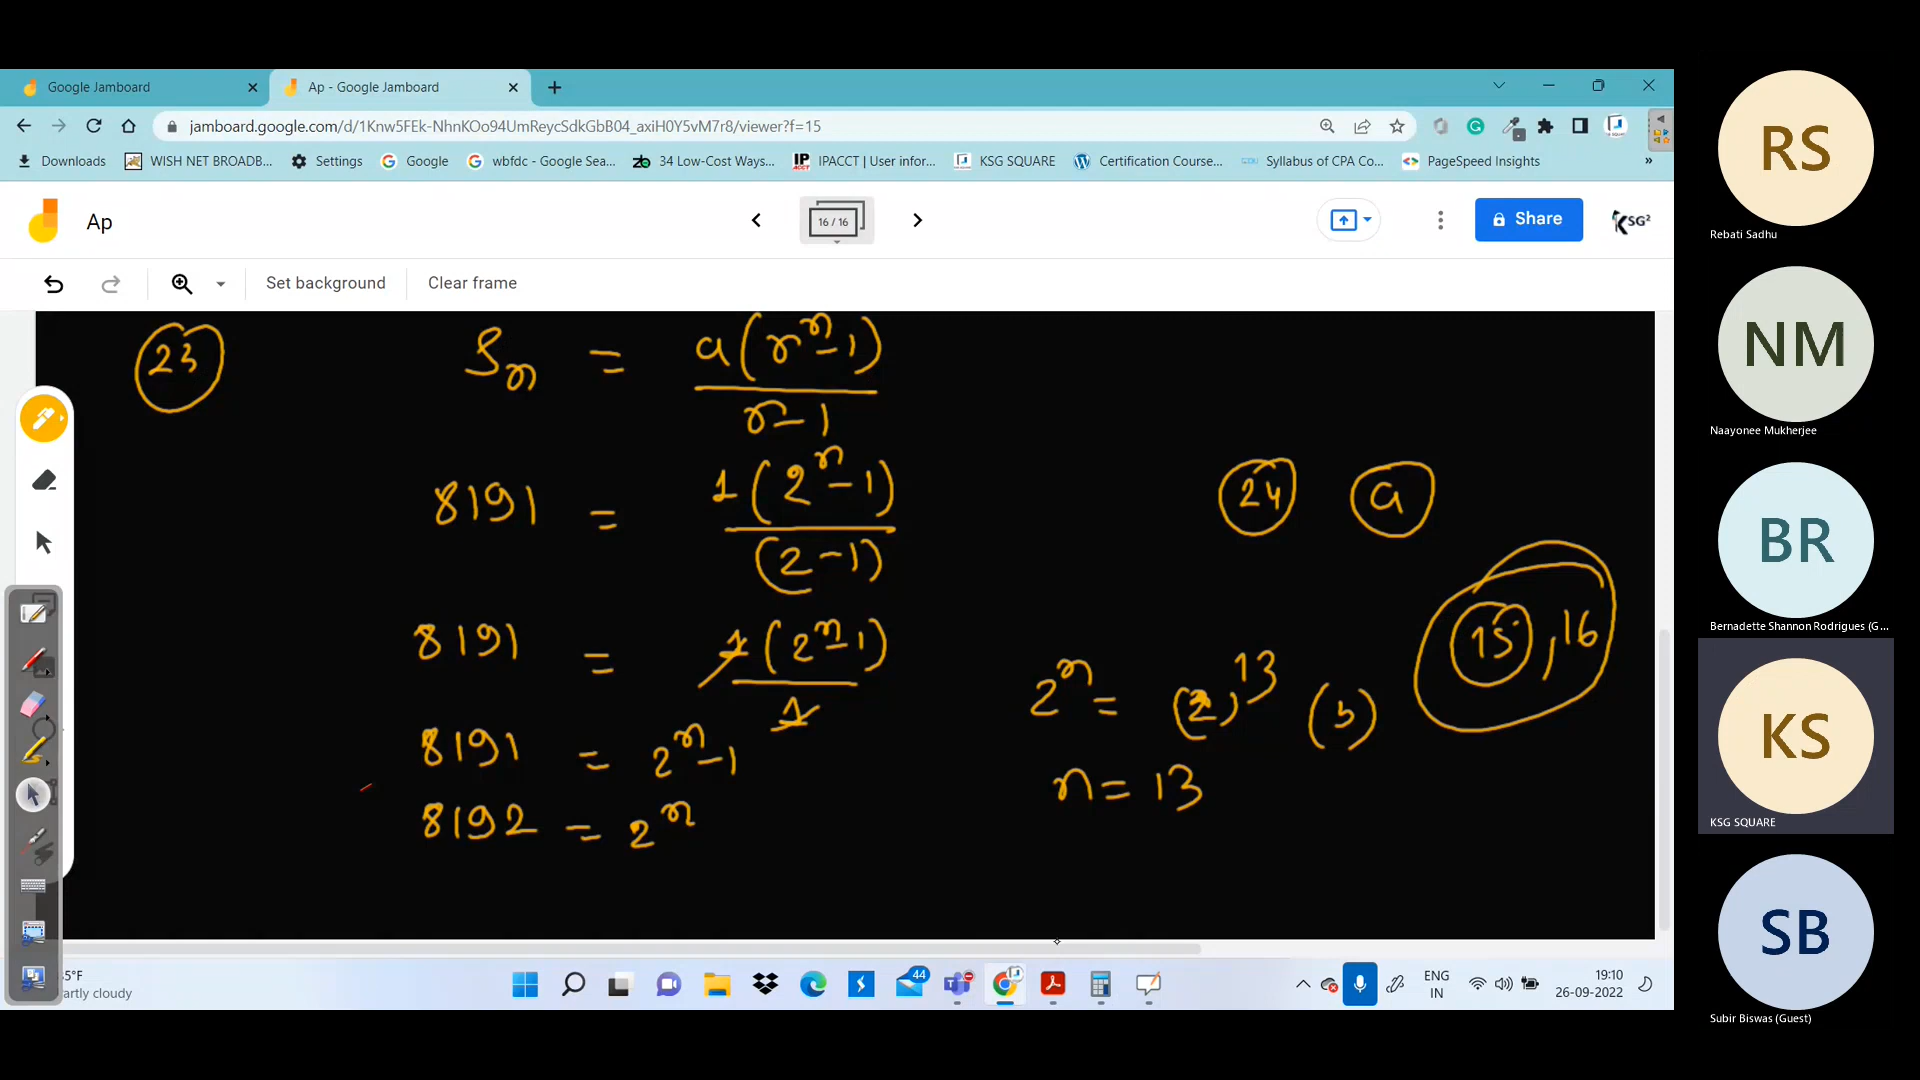 Google Jamboard
Ap - Google Jamboard
jamboard.google.com/d/1Knw5FEk-NhnKOo94UmReycSdkGbB04_axiH0Y5vM7r8/viewer?f=15
Downloads WISH NET BROADB... Settings Google wbfdc - Google Sea... 34 Low-Cost Ways... IPACCT | User infor... KSG SQUARE Certification Course... Syllabus of CPA Co... PageSpeed Insights »
Ap 16 / 16 Share KSG²
Set background Clear frame
23 Sn = a(r^n-1)
r-1
8191 = 1(2^n-1)
(2-1)
24 a
8191 = 1(2^n-1)
1
15, 16
2^n = (2)^13 (b)
8191 = 2^n-1
n = 13
8192 = 2^n
RS
Rebati Sadhu
NM
Naayonee Mukherjee
BR
Bernadette Shannon Rodrigues (G...
KS
KSG SQUARE
SB
Subir Biswas (Guest)
5°F
artly cloudy
44
ENG
IN
19:10
26-09-2022